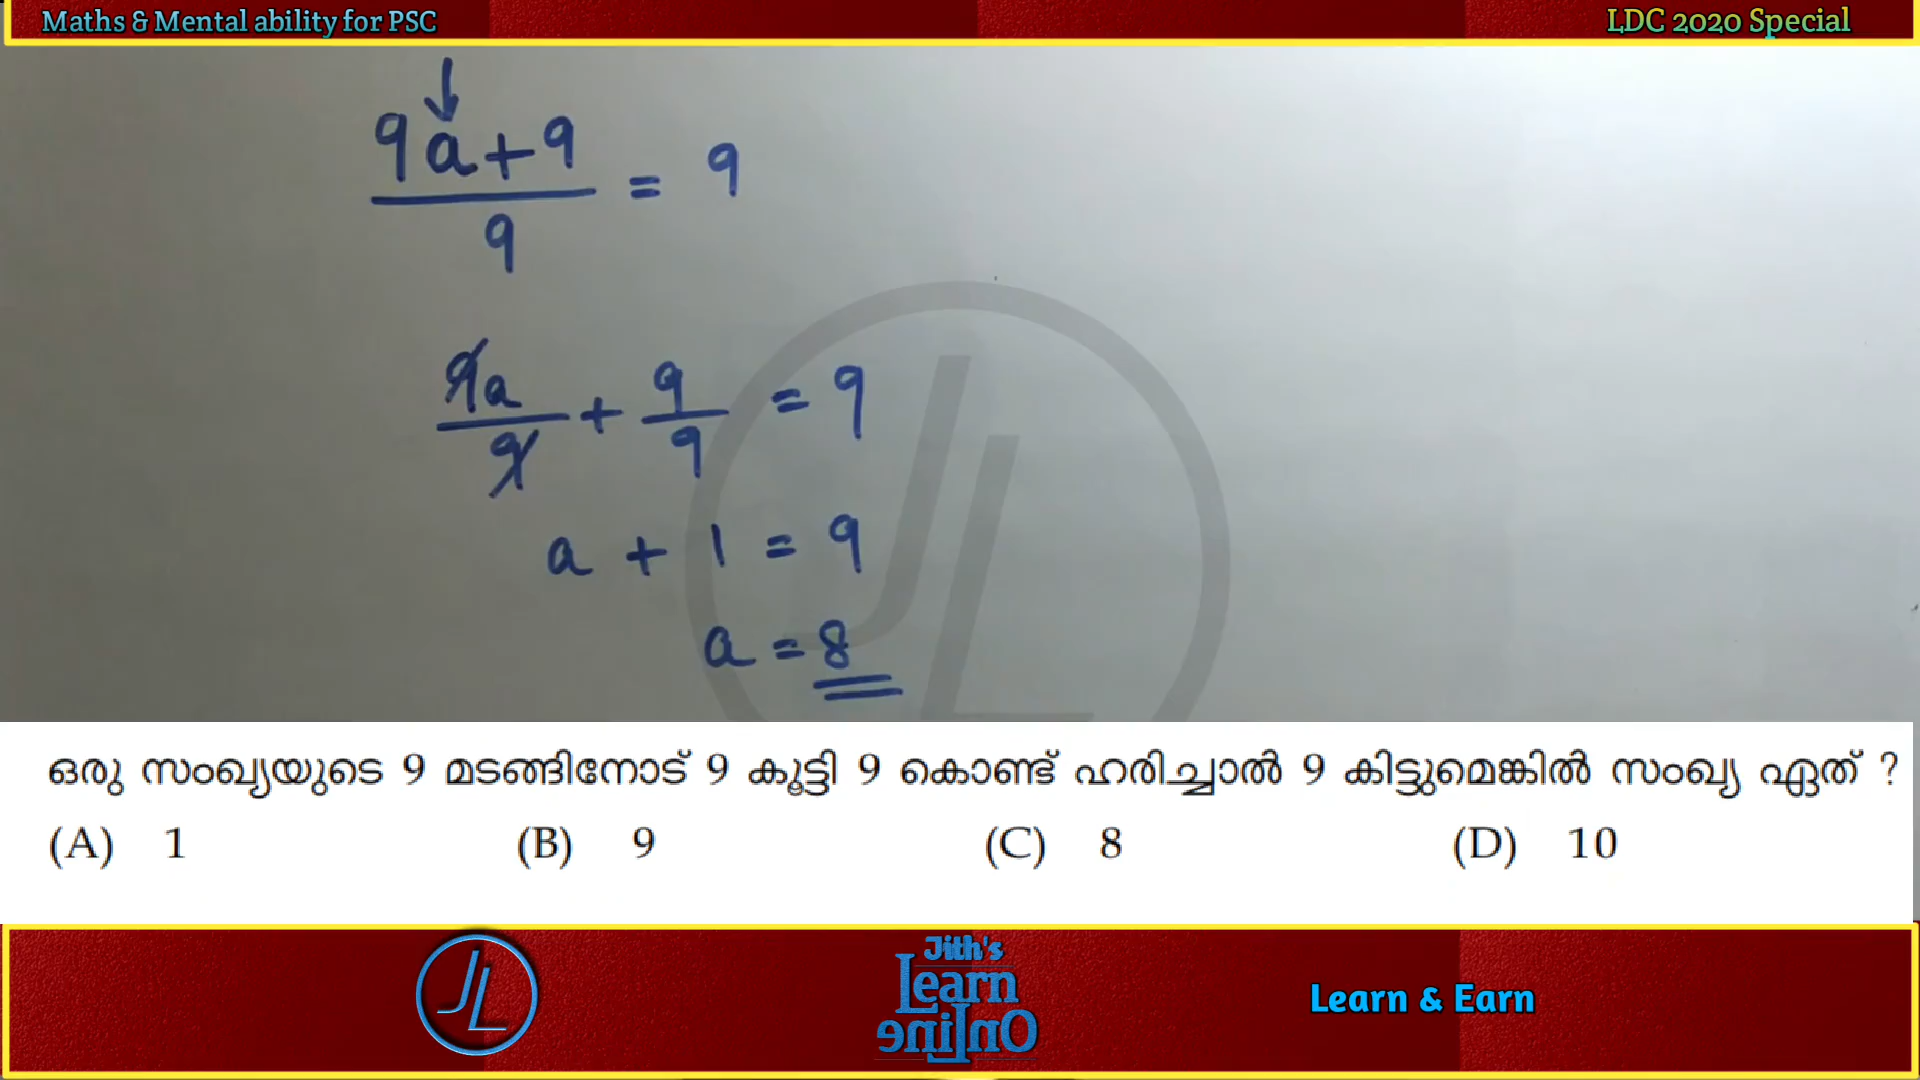 Maths & Mental ability for PSC
LDC 2020 Special
9a+9
9
= 9
9a/9 + 9/9 = 9
a + 1 = 9
a = 8
JL
ഒരു സംഖ്യയുടെ 9 മടങ്ങിനോട് 9 കൂട്ടി 9 കൊണ്ട് ഹരിച്ചാൽ 9 കിട്ടുമെങ്കിൽ സംഖ്യ ഏത് ?
(A) 1 (B) 9 (C) 8 (D) 10
JL
Jith's
Learn
Online
Learn & Earn